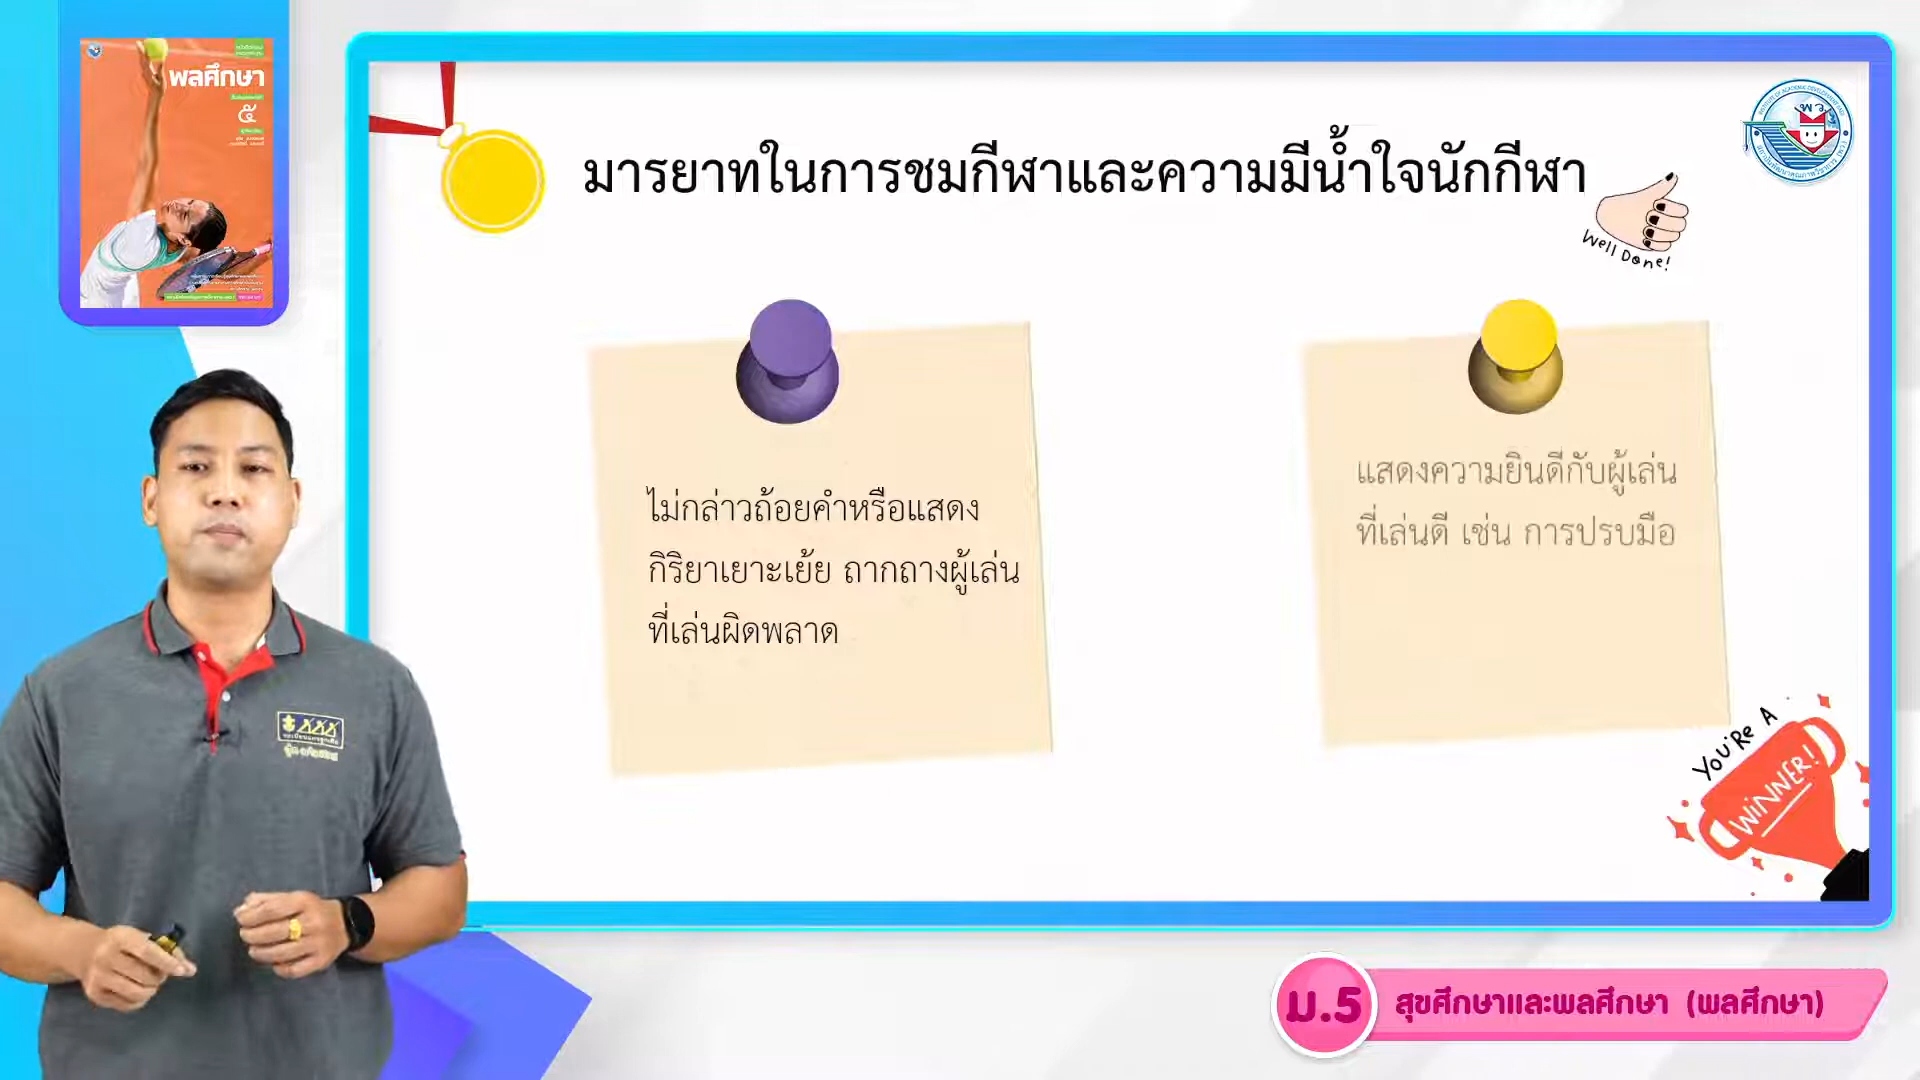 พลศึกษา
๕
มารยาทในการชมกีฬาและความมีน้ำใจนักกีฬา
Well Done!
ไม่กล่าวถ้อยคำหรือแสดง
กิริยาเยาะเย้ย ถากถางผู้เล่น
ที่เล่นผิดพลาด
แสดงความยินดีกับผู้เล่น
ที่เล่นดี เช่น การปรบมือ
YOU'RE A
WINNER!
ม.5 สุขศึกษาและพลศึกษา (พลศึกษา)